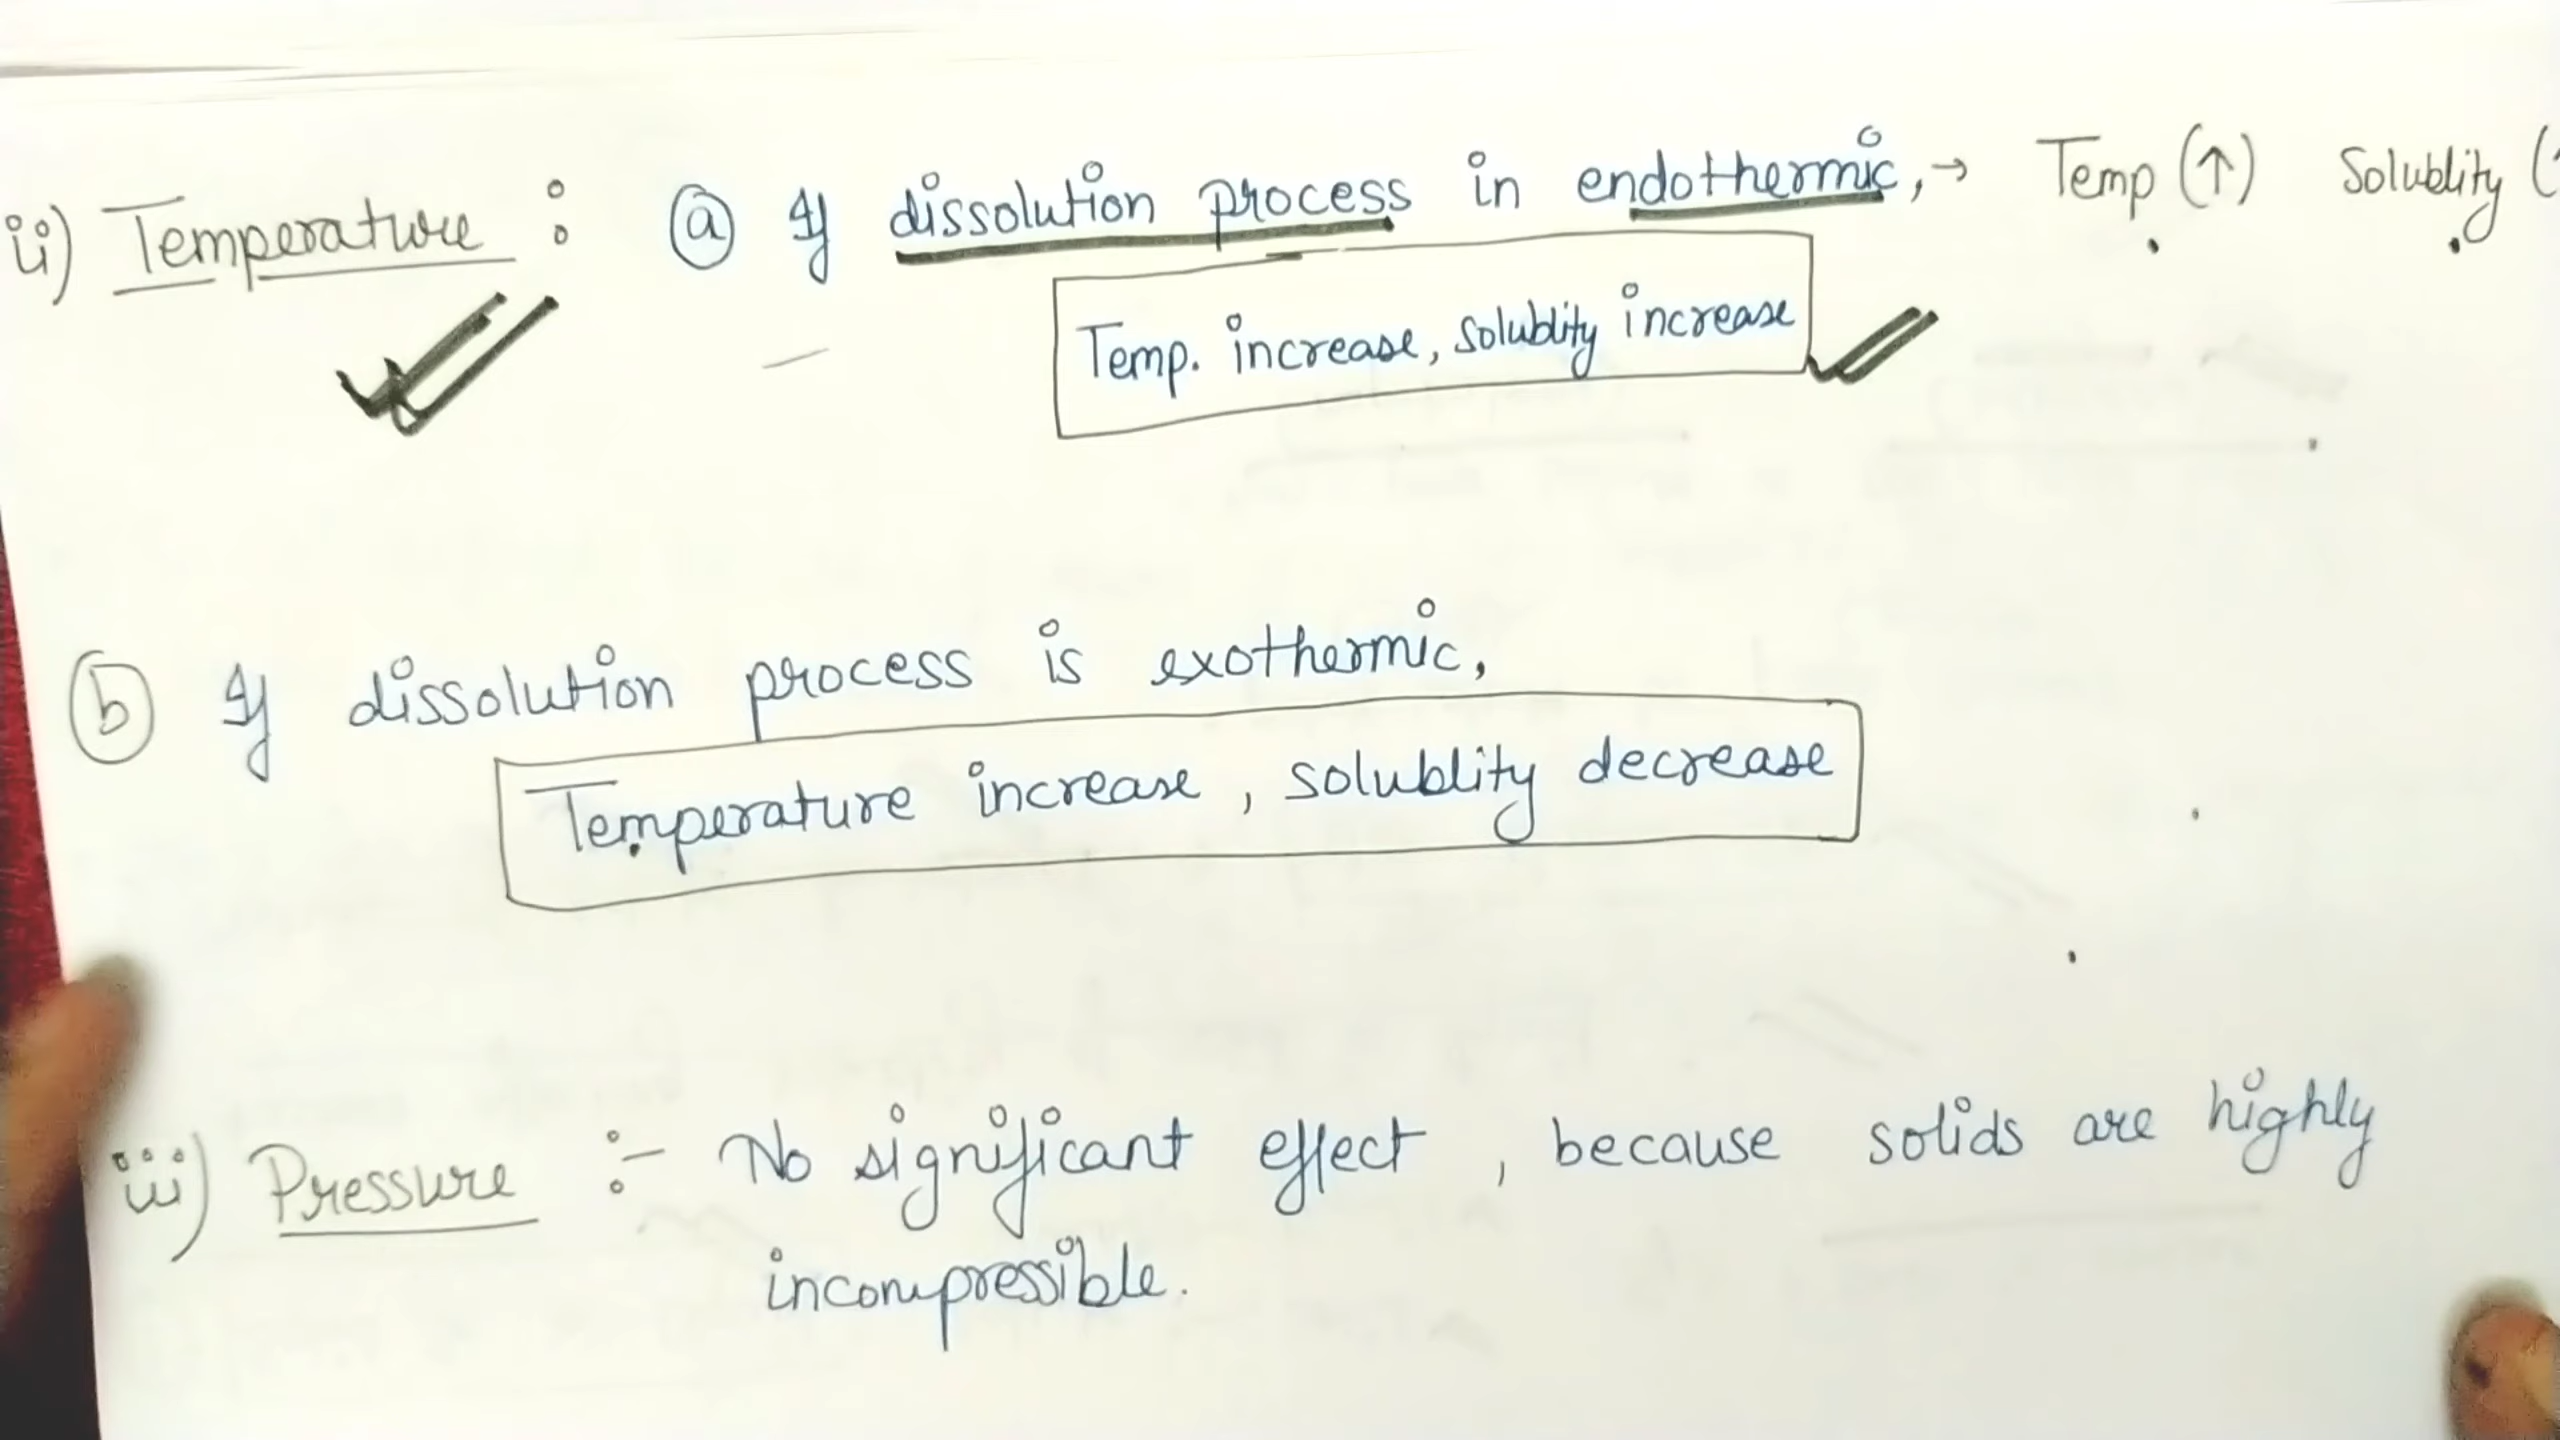 ii) Temperature : (a) If dissolution process in endothermic, → Temp (↑) Solublity (
Temp. increase, solublity increase
(b) If dissolution process is exothermic,
Temperature increase, solublity decrease
iii) Pressure :- No significant effect, because solids are highly
incompressible.